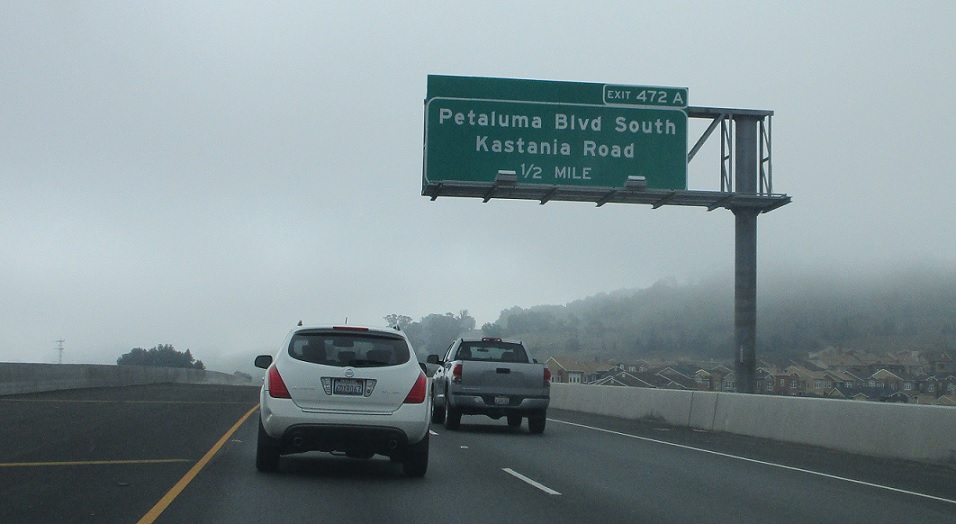 EXIT 472 A
Petaluma Blvd South
Kastania Road
1/2 MILE